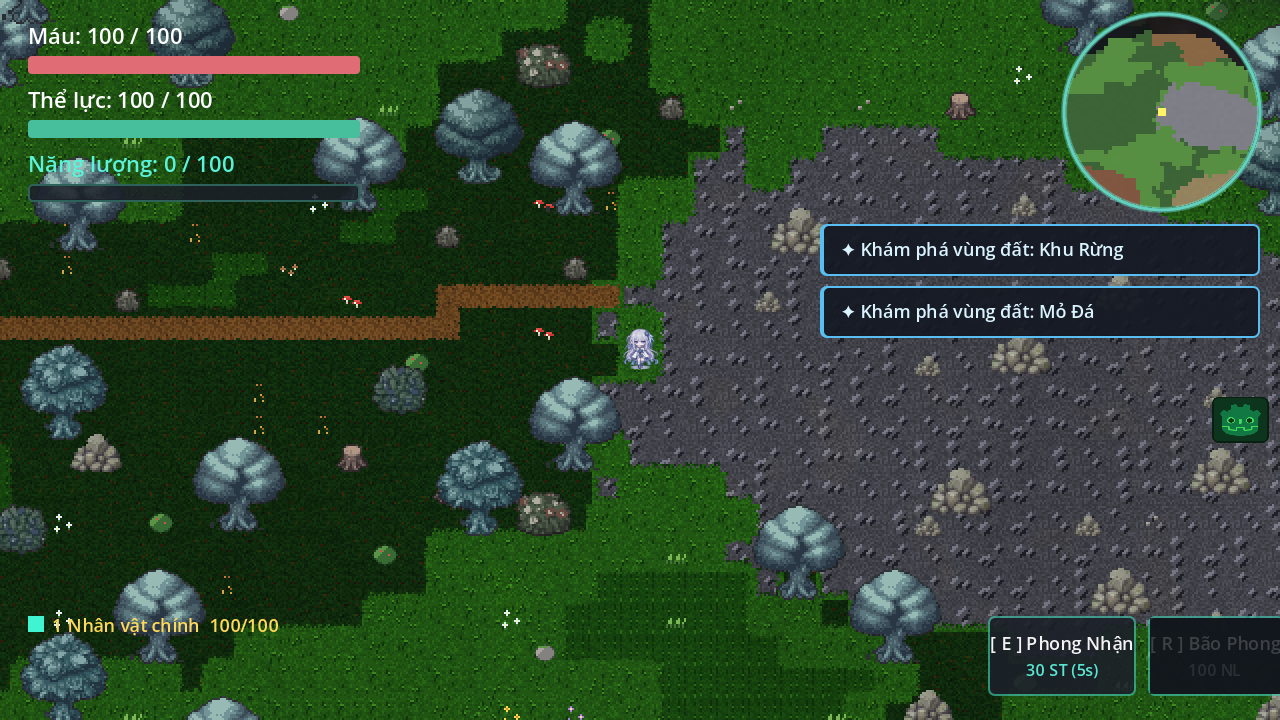 Máu: 100 / 100
Thể lực: 100 / 100
Năng lượng: 0 / 100
✦ Khám phá vùng đất: Khu Rừng
✦ Khám phá vùng đất: Mỏ Đá
1 Nhân vật chính 100/100
[ E ] Phong Nhận
30 ST (5s)
[ R ] Bão Phong
100 NL